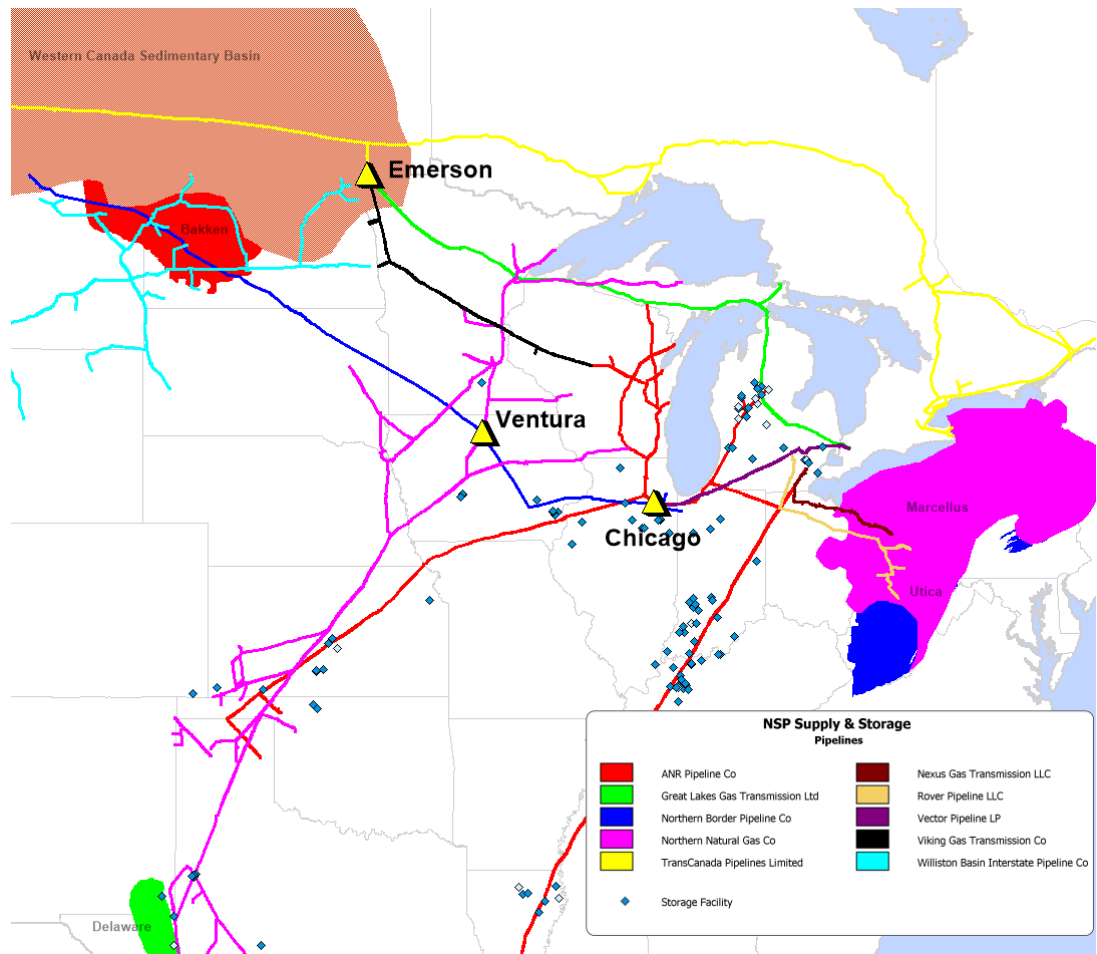 Western Canada Sedimentary Basin
Emerson
Bakken
Ventura
Chicago
Marcellus
Utica
Delaware
NSP Supply & Storage
Pipelines
ANR Pipeline Co
Great Lakes Gas Transmission Ltd
Northern Border Pipeline Co
Northern Natural Gas Co
TransCanada Pipelines Limited
Storage Facility
Nexus Gas Transmission LLC
Rover Pipeline LLC
Vector Pipeline LP
Viking Gas Transmission Co
Williston Basin Interstate Pipeline Co